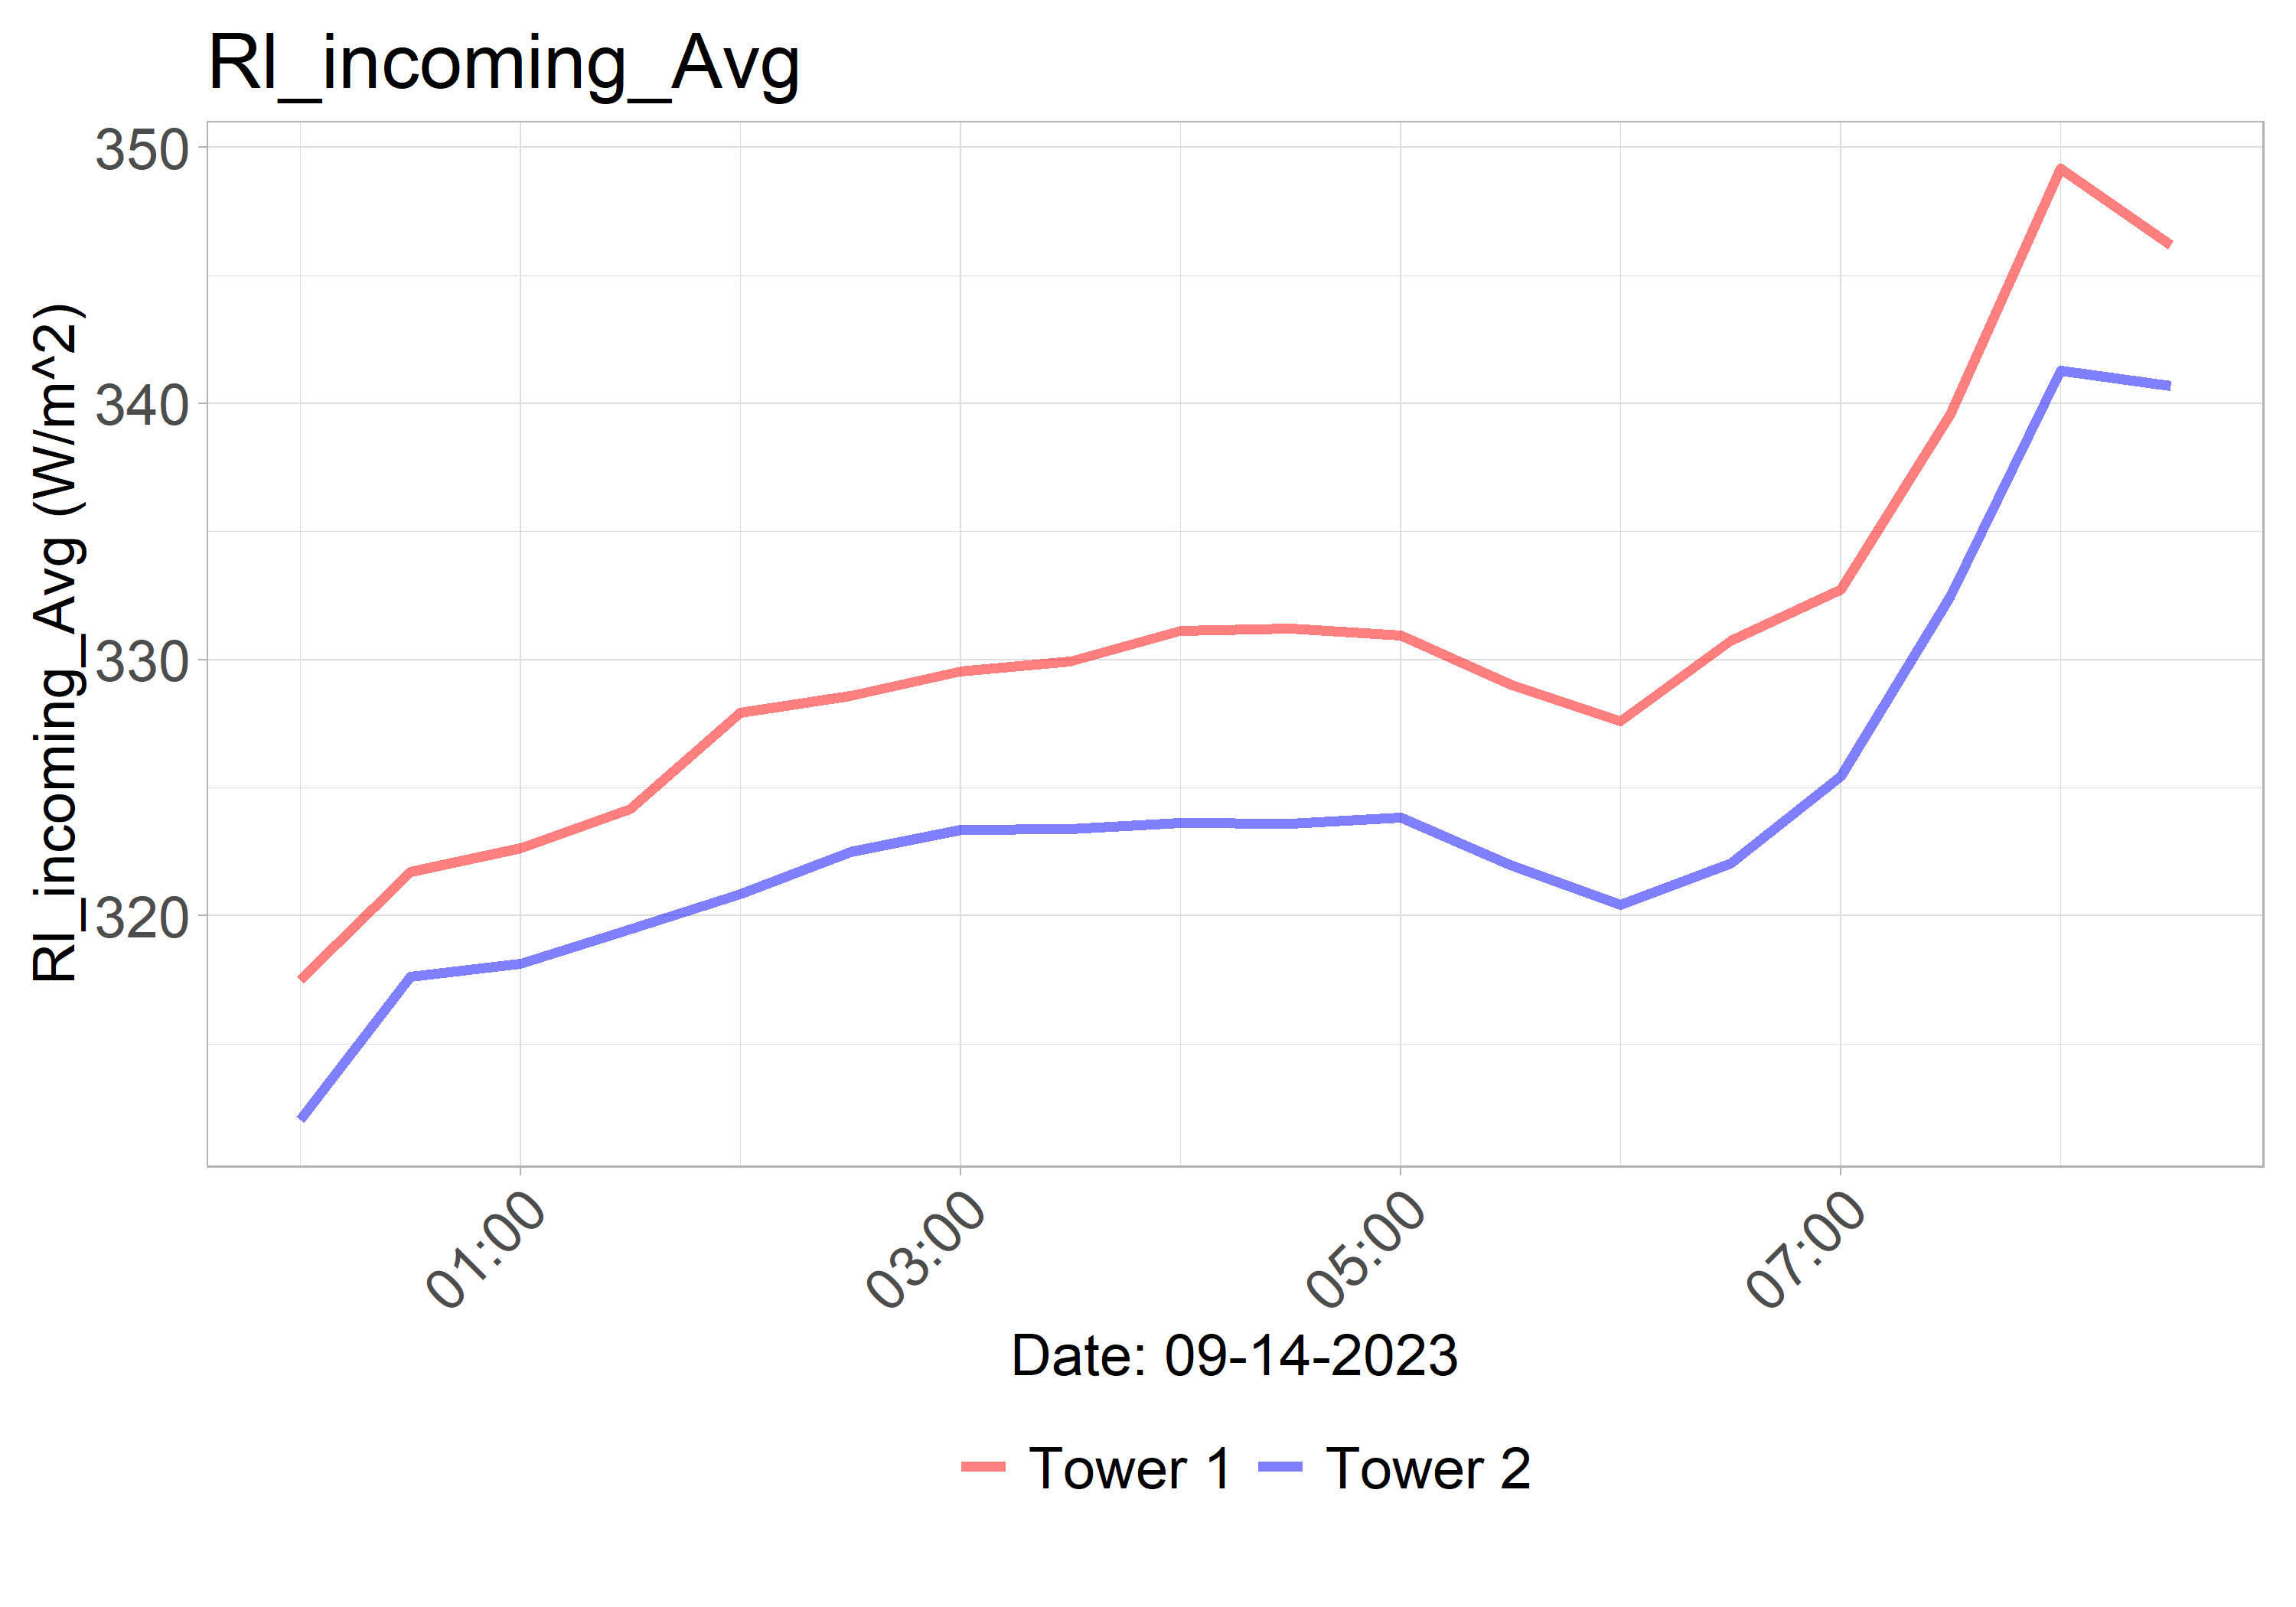 Rl_incoming_Avg
Rl_incoming_Avg (W/m^2)
350
340
330
320
01:00
03:00
05:00
07:00
Date: 09-14-2023
Tower 1
Tower 2